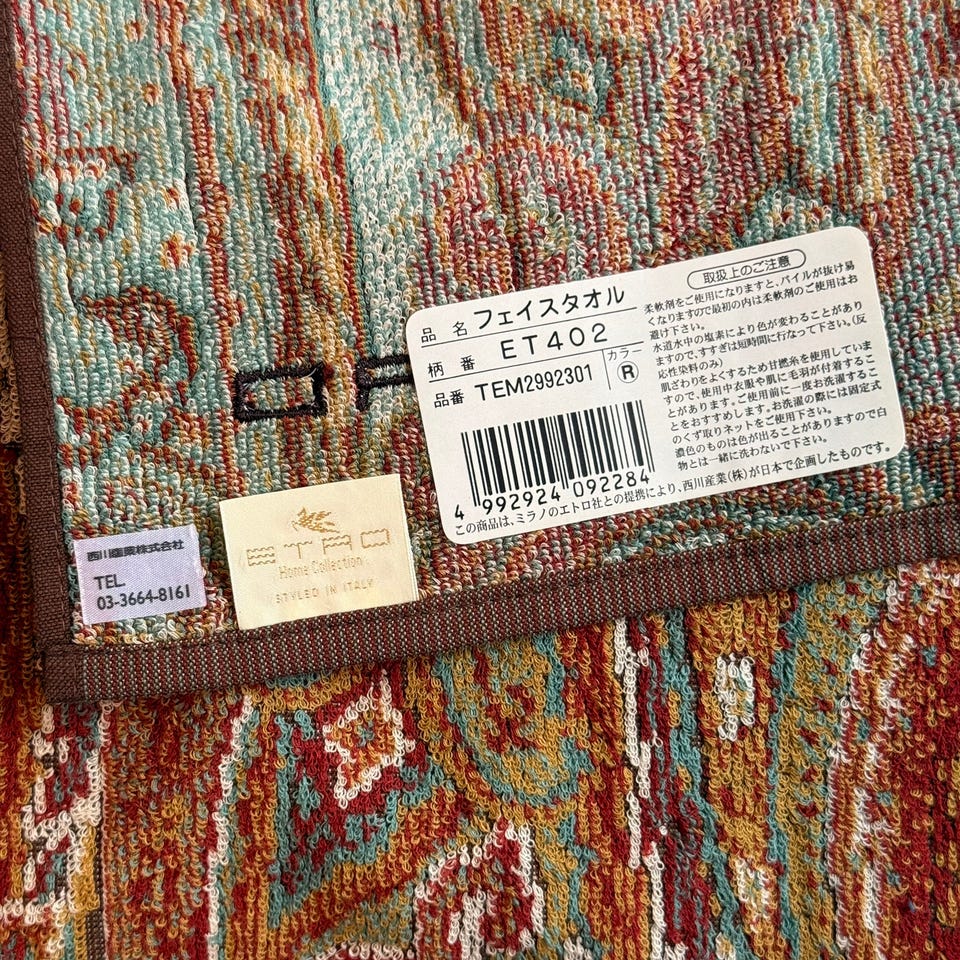 品名 フェイスタオル
柄番 ET402
品番 TEM2992301
カラー
R
4 992924 092284
取扱上のご注意
柔軟剤をご使用になりますと、パイルが抜け易
くなりますので最初の内は柔軟剤のご使用はお
避け下さい。
水道水中の塩素により色が変わることがあり
ますので、すすぎは短時間に行なって下さい。(反
応性染料のみ)
肌ざわりをよくするため甘撚糸を使用していま
すので、使用中衣服や肌に毛羽が付着するこ
とがあります。ご使用前に一度お洗濯するこ
とをおすすめします。お洗濯の際には固定式
のくず取りネットをご使用下さい。
濃色のものは色が出ることがありますので白
物とは一緒に洗わないで下さい。
この商品は、ミラノのエトロ社との提携により、西川産業(株)が日本で企画したものです。
西川産業株式会社
TEL
03-3664-8161
ETRO
Home Collection
STYLED IN ITALY